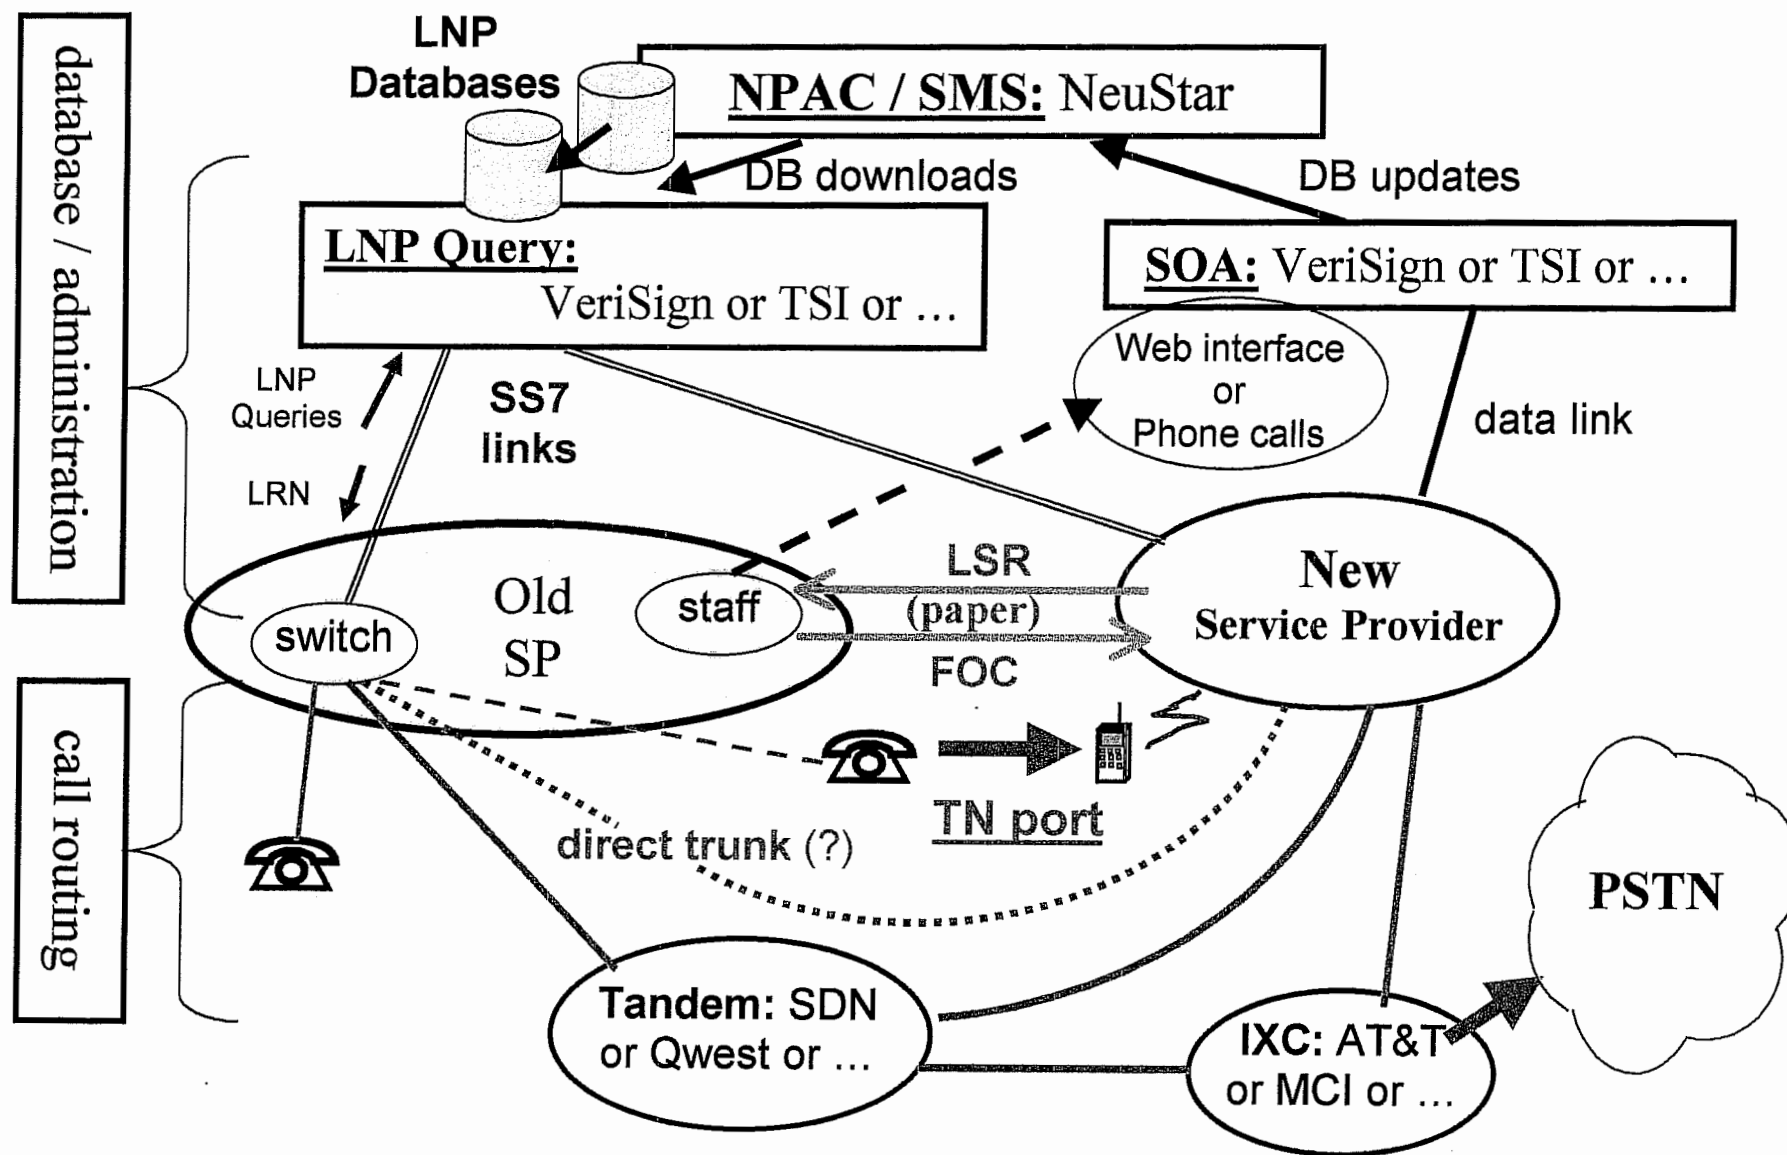 database / administration
LNP
Databases
NPAC / SMS: NeuStar
DB downloads
DB updates
LNP Query:
VeriSign or TSI or ...
SOA: VeriSign or TSI or ...
Web interface
or
Phone calls
data link
LNP
Queries
SS7
links
LRN
Old
SP
switch
staff
LSR
(paper)
FOC
New
Service Provider
call routing
TN port
direct trunk (?)
PSTN
Tandem: SDN
or Qwest or ...
IXC: AT&T
or MCI or ...